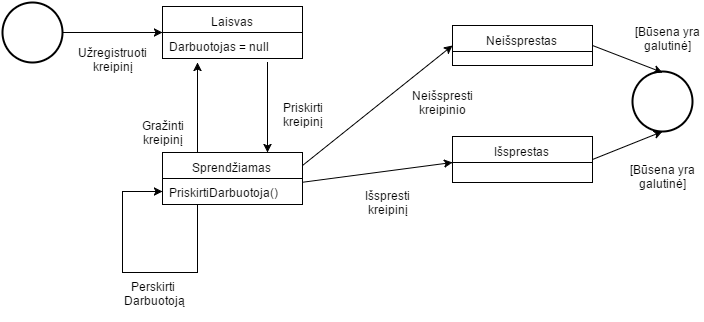 Laisvas
Darbuotojas = null
Užregistruoti
kreipinį
Priskirti
kreipinį
Gražinti
kreipinį
Sprendžiamas
PriskirtiDarbuotoja()
Perskirti
Darbuotoją
Neišspręsti
kreipinio
Išspręsti
kreipinį
Neišsprestas
Išsprestas
[Būsena yra
galutinė]
[Būsena yra
galutinė]